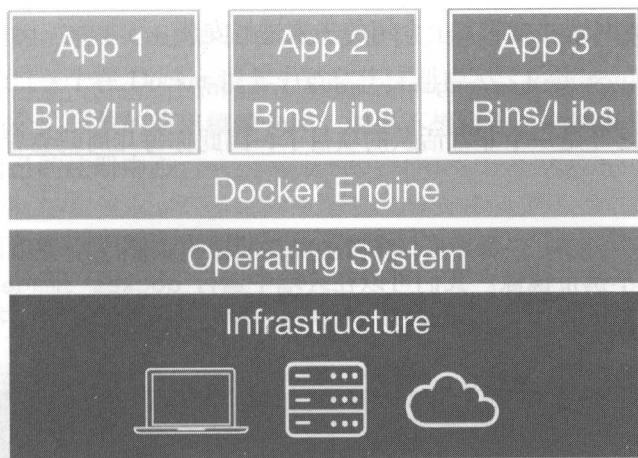 App 1 App 2 App 3
Bins/Libs Bins/Libs Bins/Libs
Docker Engine
Operating System
Infrastructure